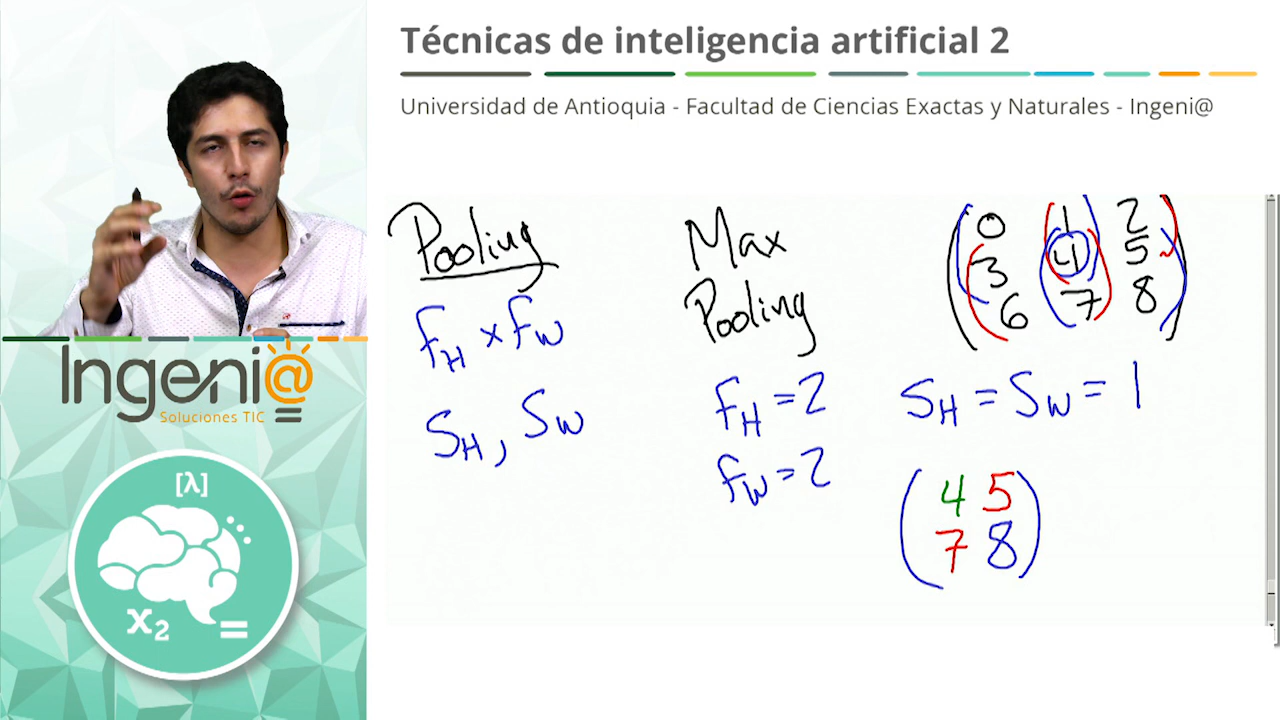 Técnicas de inteligencia artificial 2
Universidad de Antioquia - Facultad de Ciencias Exactas y Naturales - Ingeni@
Pooling
fH x fW
SH, SW
Max
Pooling
fH = 2
fW = 2
0 1 2
3 4 5
6 7 8
SH = SW = 1
4 5
7 8
Ingeni@
Soluciones TIC
[λ]
x2 =